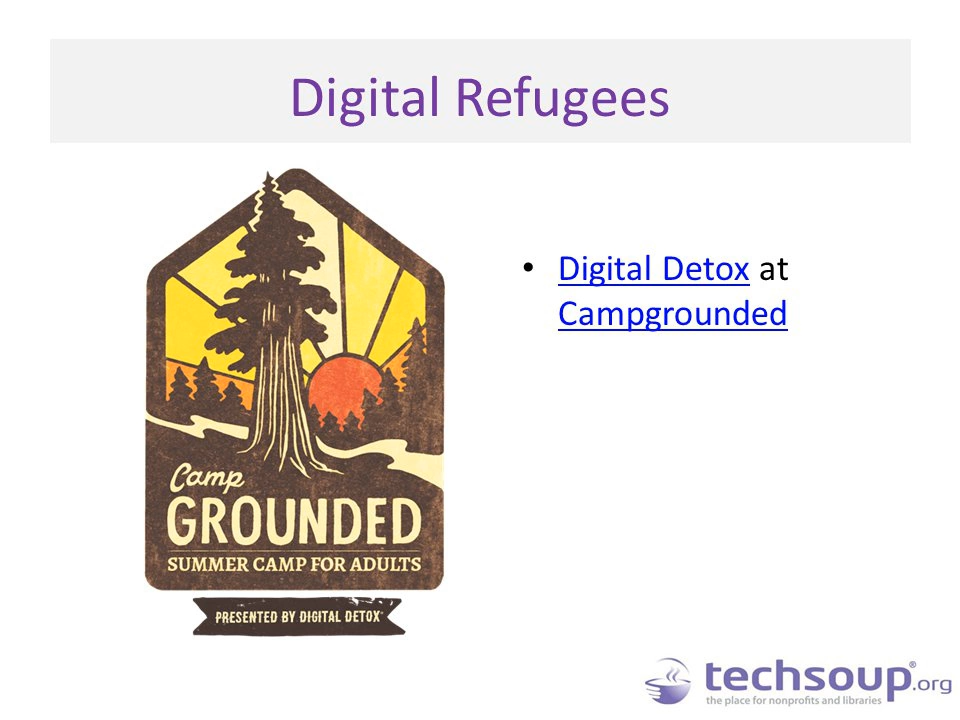 Digital Refugees
Camp
GROUNDED
SUMMER CAMP FOR ADULTS
PRESENTED BY DIGITAL DETOX®
• Digital Detox at
Campgrounded
techsoup®.org
the place for nonprofits and libraries